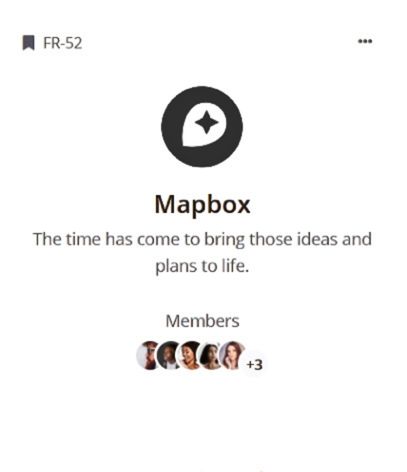 FR-52
Mapbox
The time has come to bring those ideas and
plans to life.
Members
+3